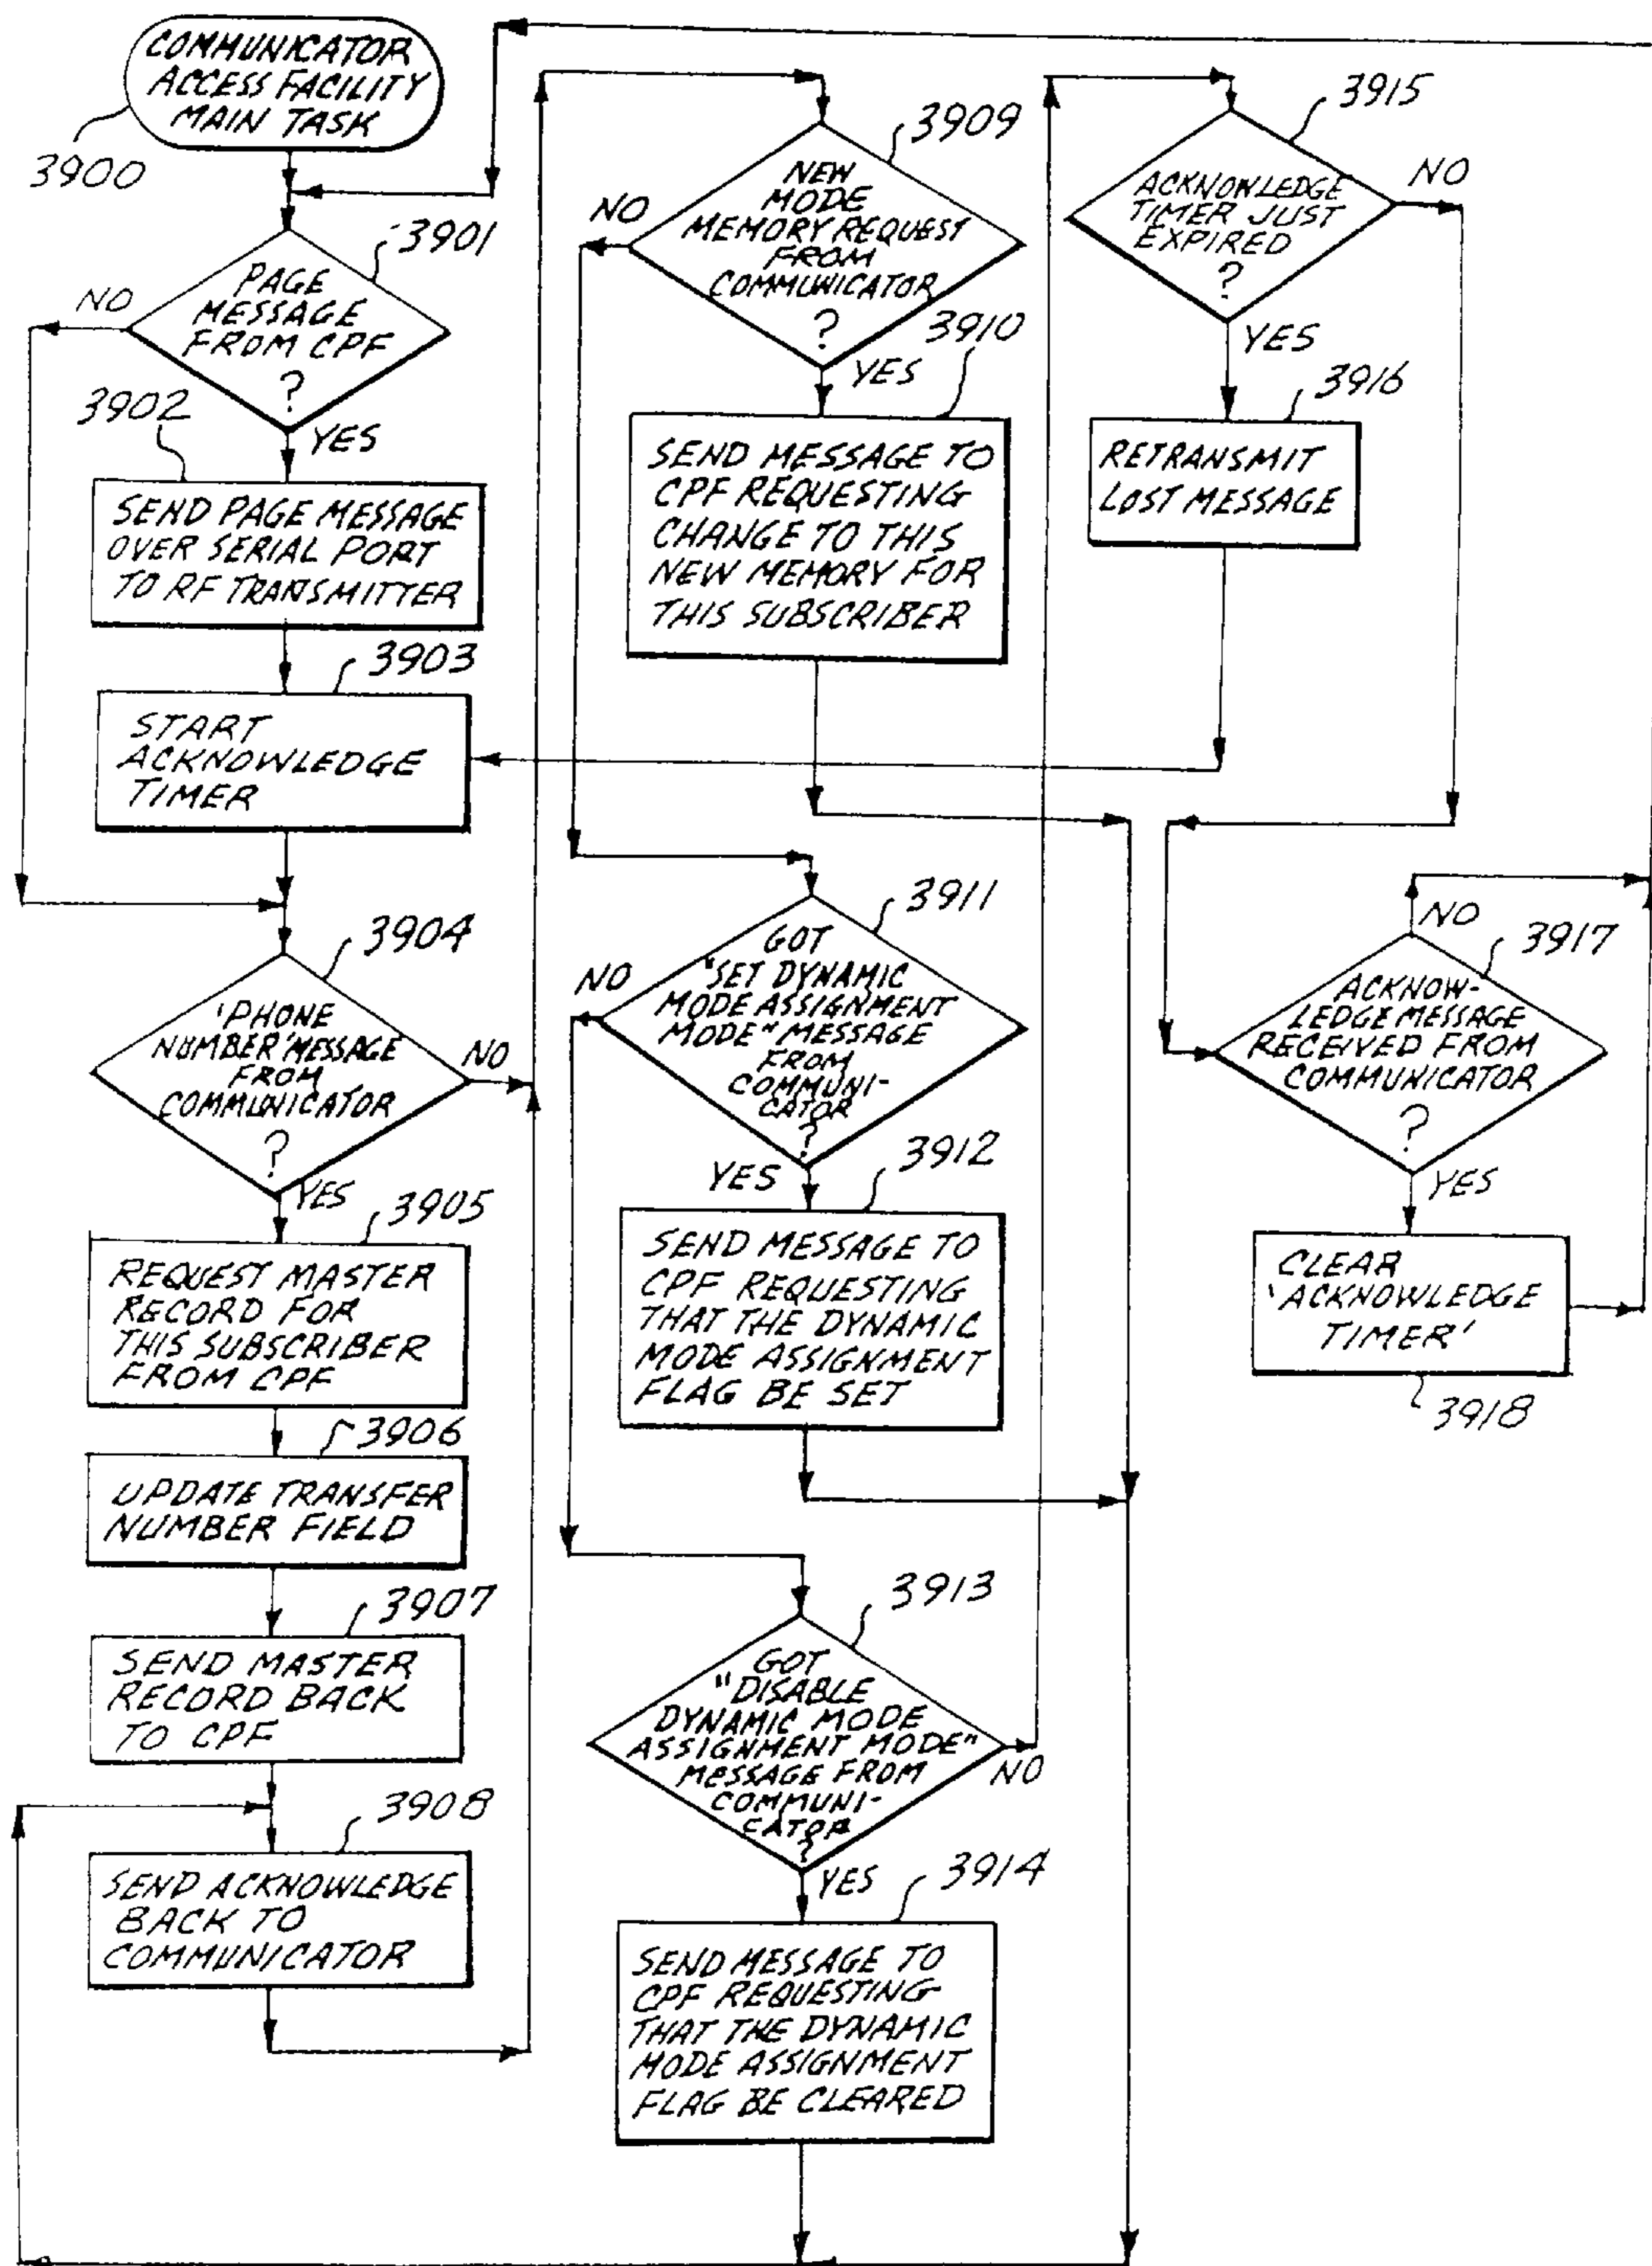 COMMUNICATOR
ACCESS FACILITY
MAIN TASK
3900
3901
PAGE
MESSAGE
FROM CPF
?
NO
YES
3902
SEND PAGE MESSAGE
OVER SERIAL PORT
TO RF TRANSMITTER
3903
START
ACKNOWLEDGE
TIMER
3904
'PHONE
NUMBER' MESSAGE
FROM
COMMUNICATOR
?
NO
YES
3905
REQUEST MASTER
RECORD FOR
THIS SUBSCRIBER
FROM CPF
3906
UPDATE TRANSFER
NUMBER FIELD
3907
SEND MASTER
RECORD BACK
TO CPF
3908
SEND ACKNOWLEDGE
BACK TO
COMMUNICATOR
3909
NEW
MODE
MEMORY REQUEST
FROM
COMMUNICATOR
?
NO
YES
3910
SEND MESSAGE TO
CPF REQUESTING
CHANGE TO THIS
NEW MEMORY FOR
THIS SUBSCRIBER
3911
GOT
"SET DYNAMIC
MODE ASSIGNMENT
MODE" MESSAGE
FROM
COMMUNI-
CATOR
?
NO
YES
3912
SEND MESSAGE TO
CPF REQUESTING
THAT THE DYNAMIC
MODE ASSIGNMENT
FLAG BE SET
3913
GOT
"DISABLE
DYNAMIC MODE
ASSIGNMENT MODE"
MESSAGE FROM
COMMUNI-
CATOR
?
NO
YES
3914
SEND MESSAGE TO
CPF REQUESTING
THAT THE DYNAMIC
MODE ASSIGNMENT
FLAG BE CLEARED
3915
ACKNOWLEDGE
TIMER JUST
EXPIRED
?
NO
YES
3916
RETRANSMIT
LOST MESSAGE
3917
ACKNOW-
LEDGE MESSAGE
RECEIVED FROM
COMMUNICATOR
?
NO
YES
CLEAR
'ACKNOWLEDGE
TIMER'
3918